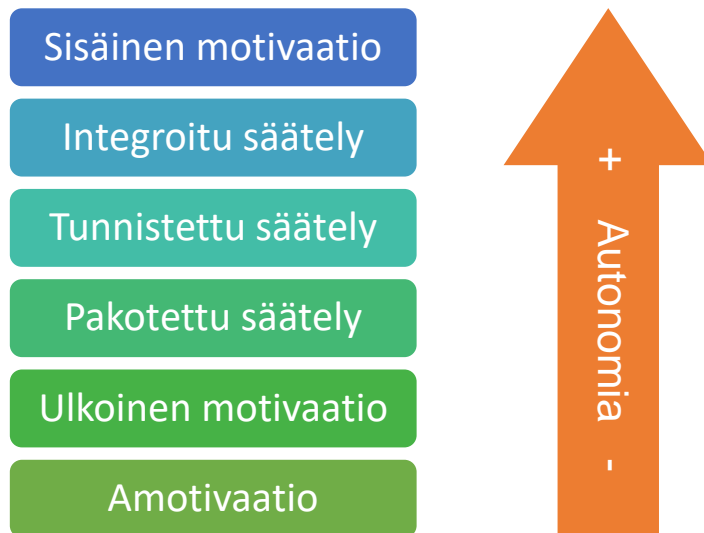 Sisäinen motivaatio
Integroitu säätely
Tunnistettu säätely
Pakotettu säätely
Ulkoinen motivaatio
Amotivaatio
+ Autonomia -